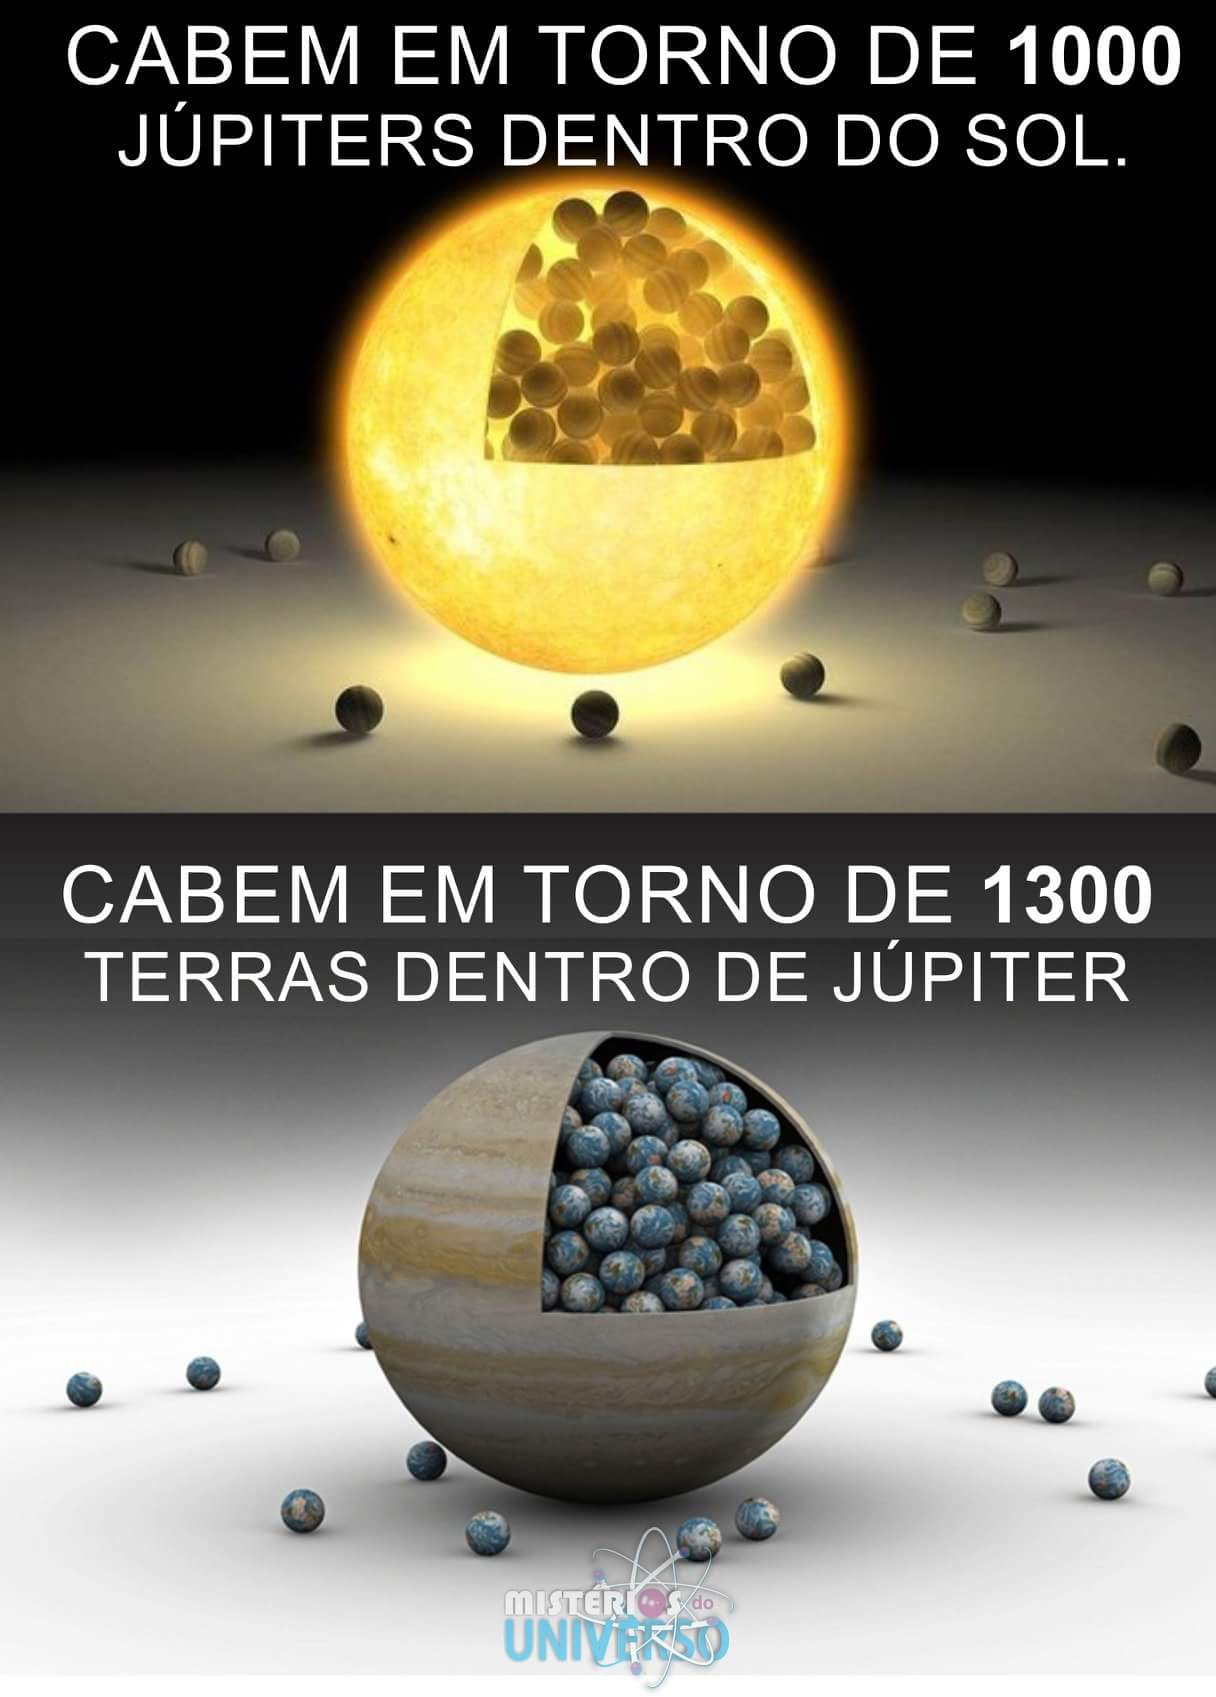 CABEM EM TORNO DE 1000
JÚPITERS DENTRO DO SOL.
CABEM EM TORNO DE 1300
TERRAS DENTRO DE JÚPITER
MISTÉRIOS do
UNIVERSO